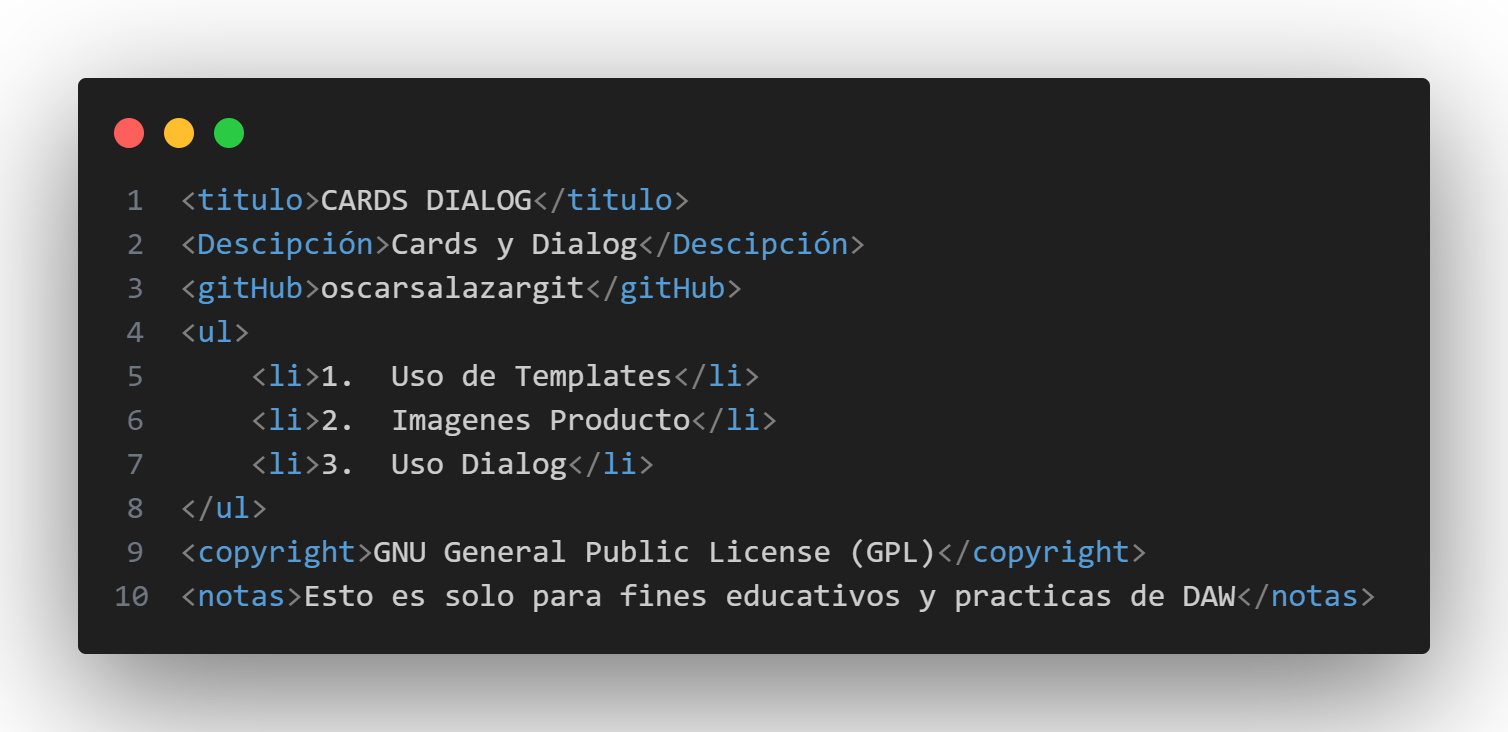 1 <titulo>CARDS DIALOG</titulo>
2 <Descipción>Cards y Dialog</Descipción>
3 <gitHub>oscarsalazargit</gitHub>
4 <ul>
5     <li>1.  Uso de Templates</li>
6     <li>2.  Imagenes Producto</li>
7     <li>3.  Uso Dialog</li>
8 </ul>
9 <copyright>GNU General Public License (GPL)</copyright>
10 <notas>Esto es solo para fines educativos y practicas de DAW</notas>